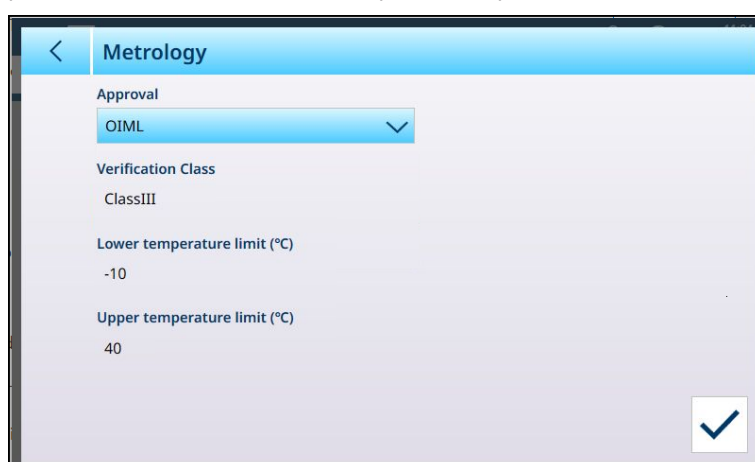 Metrology
Approval
OIML
Verification Class
ClassIII
Lower temperature limit (°C)
-10
Upper temperature limit (°C)
40